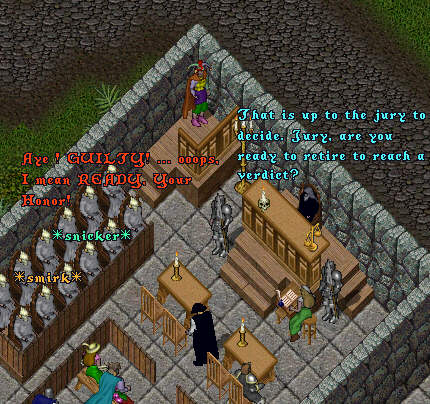 That is up to the jury to
decide. Jury, are you
ready to retire to reach a
verdict?
Aye ! GUILTY! ... ooops,
I mean READY, Your
Honor!
*snicker*
*smirk*